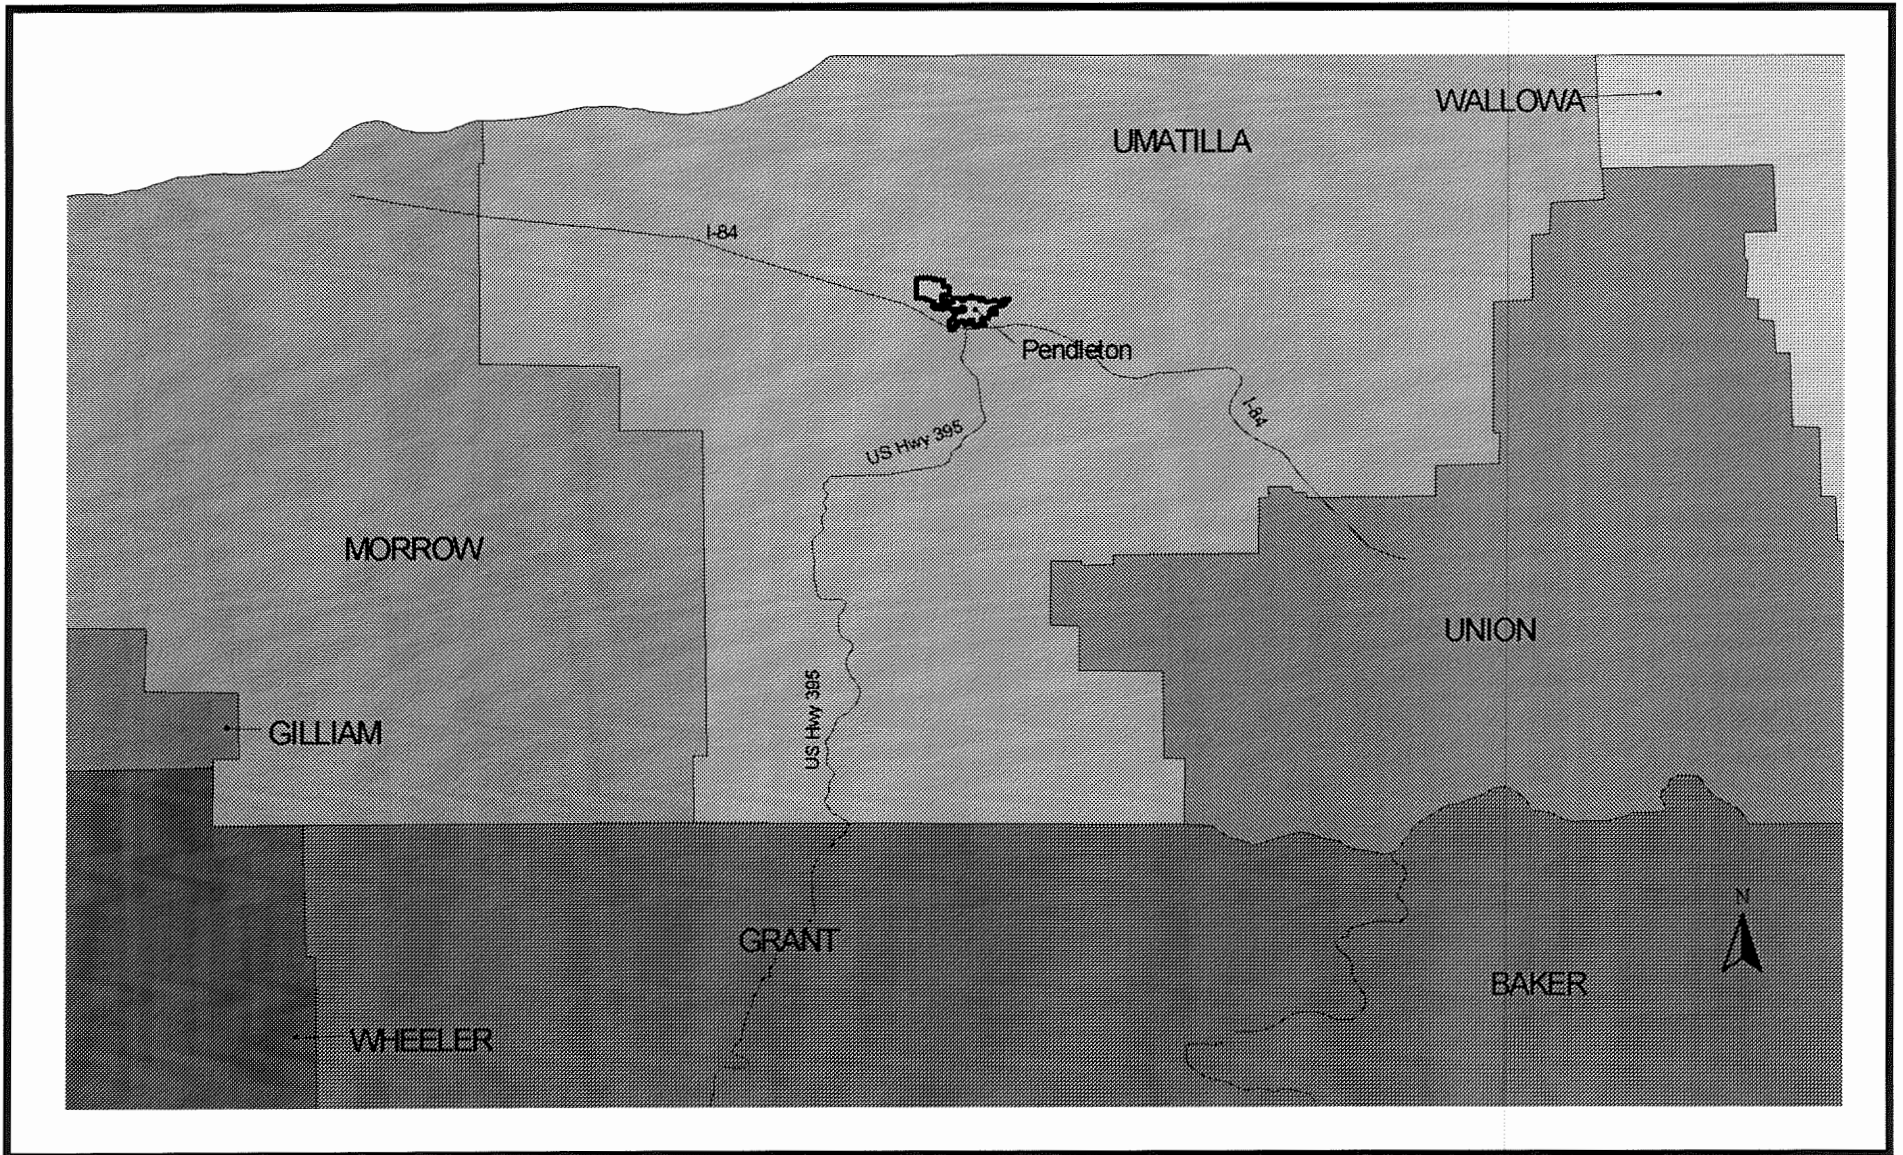 WALLOWA
UMATILLA
I-84
Pendleton
I-84
US Hwy 395
MORROW
UNION
US Hwy 395
GILLIAM
N
GRANT
BAKER
WHEELER